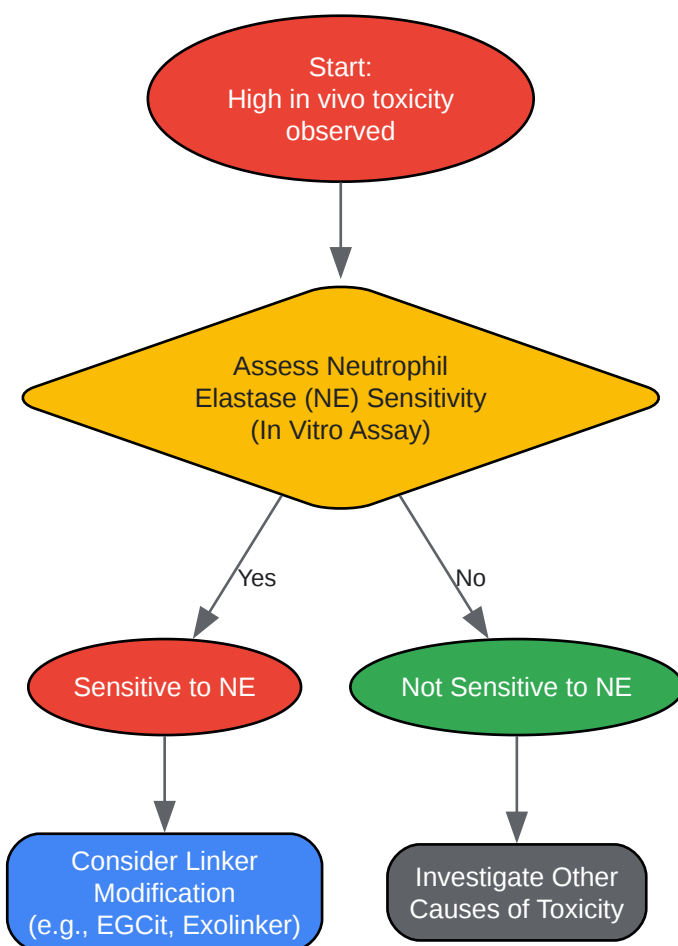 Start:
High in vivo toxicity
observed
Assess Neutrophil
Elastase (NE) Sensitivity
(In Vitro Assay)
Yes
No
Sensitive to NE
Not Sensitive to NE
Consider Linker
Modification
(e.g., EGCit, Exolinker)
Investigate Other
Causes of Toxicity